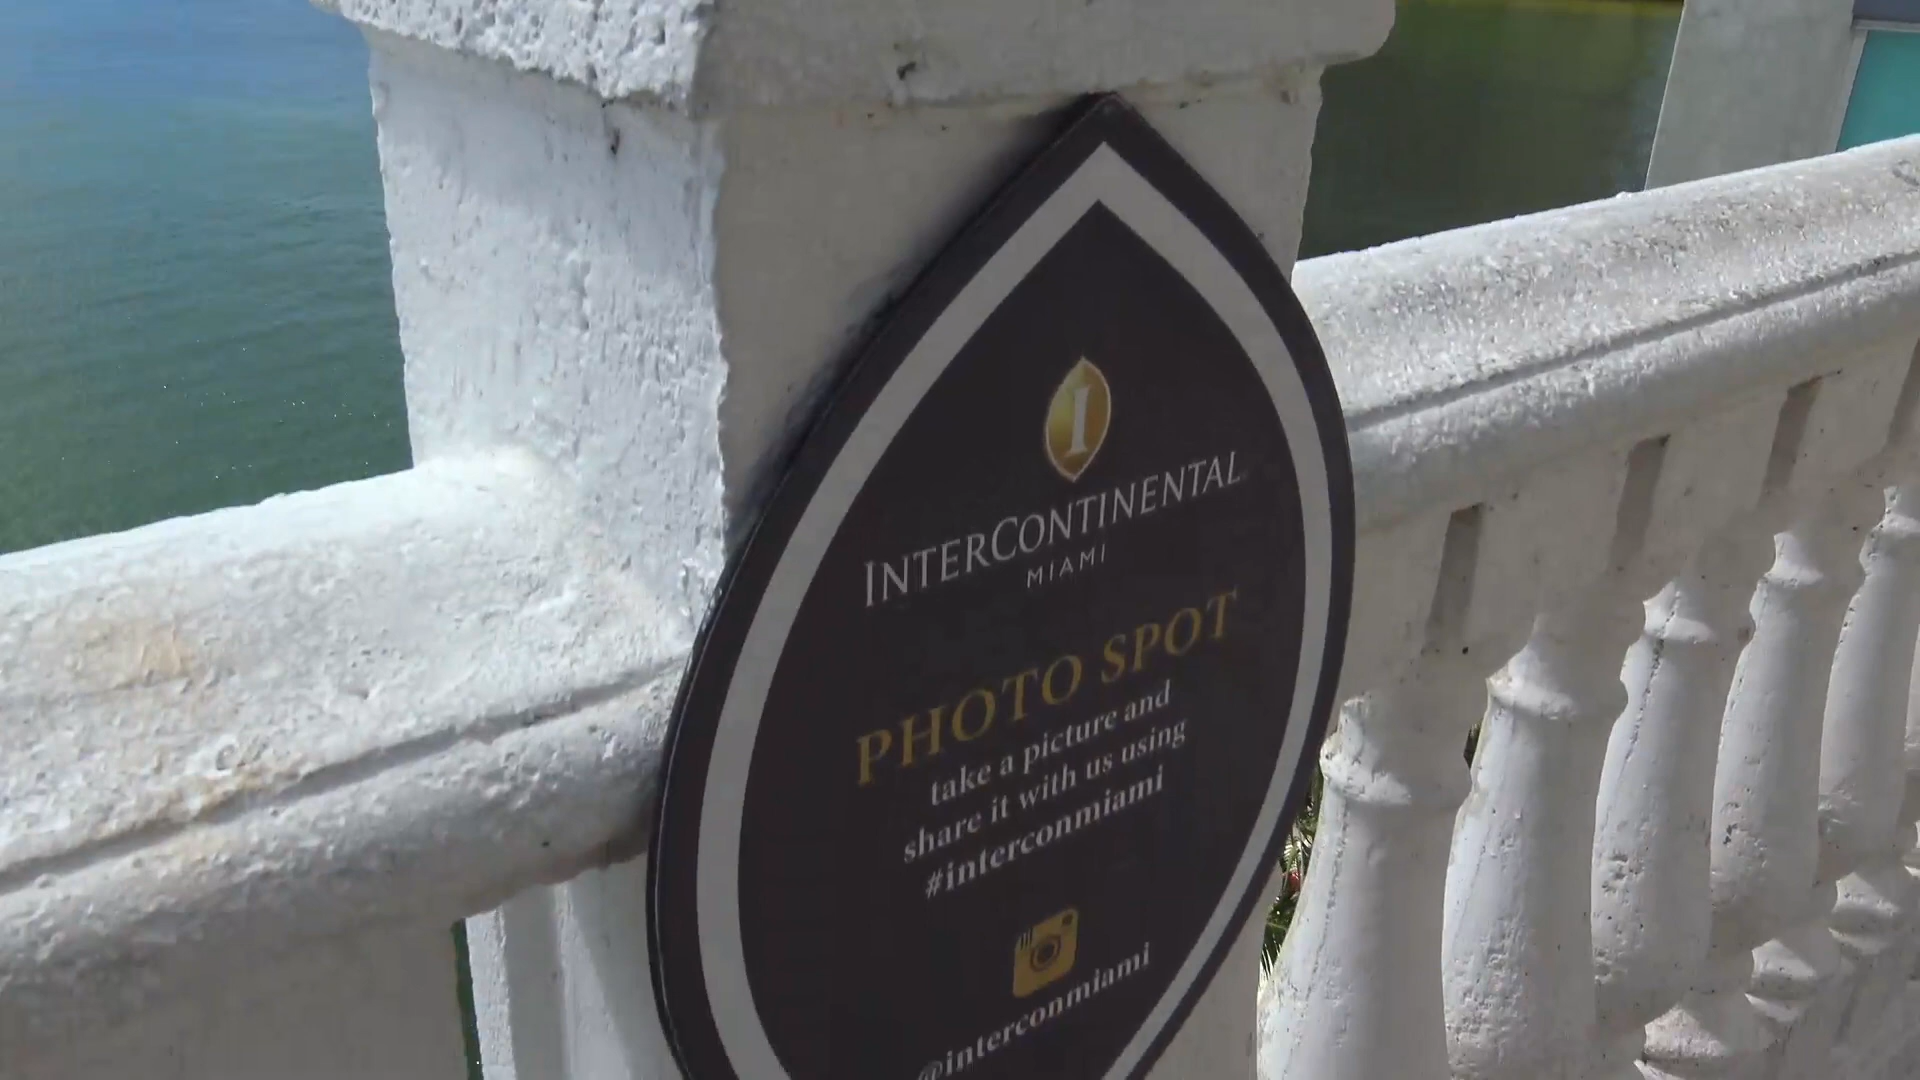 I
INTERCONTINENTAL
MIAMI
PHOTO SPOT
take a picture and
share it with us using
#interconmiami
@interconmiami